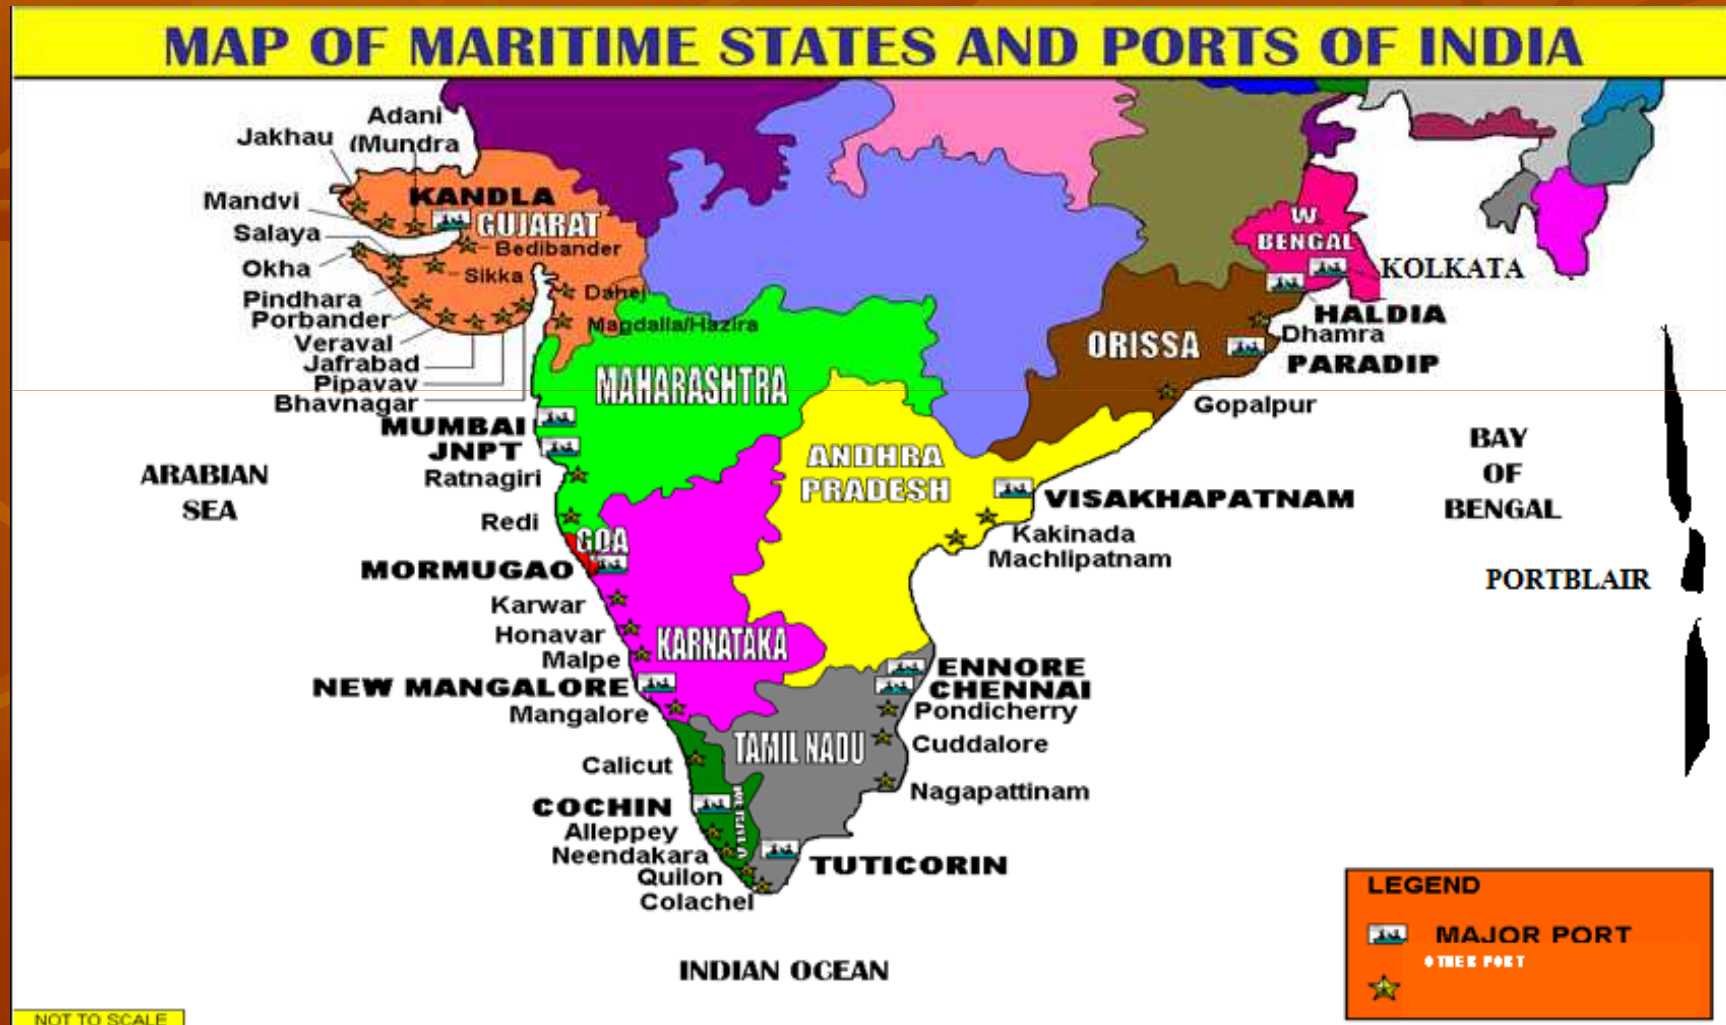 MAP OF MARITIME STATES AND PORTS OF INDIA
Adani
(Mundra
Jakhau
Mandvi
Salaya
Okha
Pindhara
Porbander
Veraval
Jafrabad
Pipavav
Bhavnagar
KANDLA
GUJARAT
Bedibander
Sikka
Dahej
Magdalla/Hazira
MUMBAI
JNPT
Ratnagiri
Redi
MAHARASHTRA
GOA
MORMUGAO
Karwar
Honavar
Malpe
NEW MANGALORE
Mangalore
KARNATAKA
Calicut
COCHIN
Alleppey
Neendakara
Quilon
Colachel
KERALA
TAMIL NADU
TUTICORIN
Nagapattinam
Cuddalore
Pondicherry
CHENNAI
ENNORE
ANDHRA
PRADESH
Machlipatnam
Kakinada
VISAKHAPATNAM
ORISSA
Gopalpur
PARADIP
Dhamra
HALDIA
KOLKATA
W.
BENGAL
ARABIAN
SEA
BAY
OF
BENGAL
PORTBLAIR
INDIAN OCEAN
LEGEND
MAJOR PORT
OTHER PORT
NOT TO SCALE